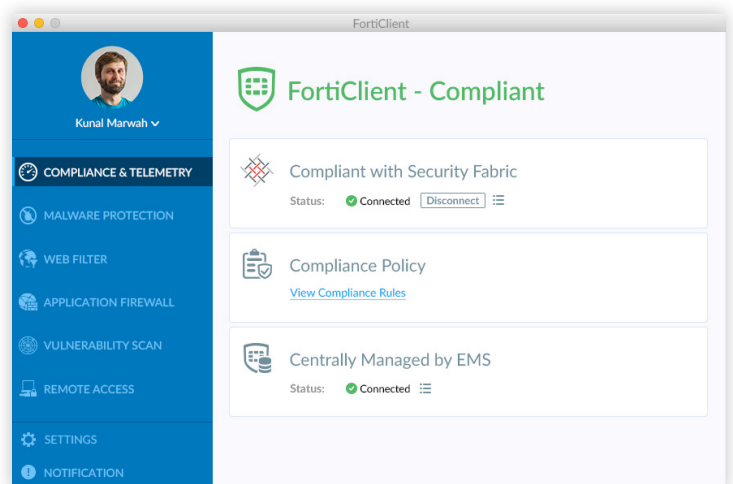 FortiClient
Kunal Marwah
COMPLIANCE & TELEMETRY
MALWARE PROTECTION
WEB FILTER
APPLICATION FIREWALL
VULNERABILITY SCAN
REMOTE ACCESS
SETTINGS
NOTIFICATION
FortiClient - Compliant
Compliant with Security Fabric
Status: Connected Disconnect
Compliance Policy
View Compliance Rules
Centrally Managed by EMS
Status: Connected